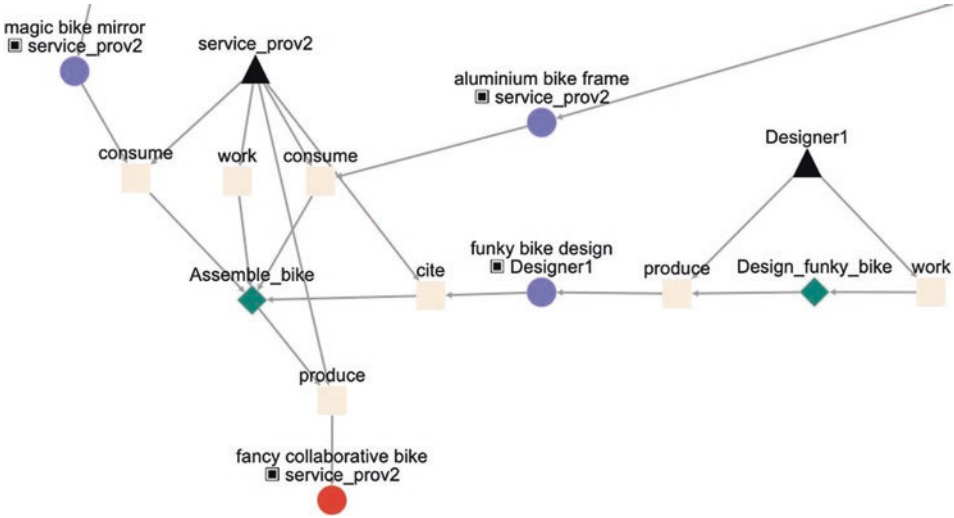 magic bike mirror
▣ service_prov2
service_prov2
aluminium bike frame
▣ service_prov2
Designer1
consume
work
consume
funky bike design
▣ Designer1
Assemble_bike
cite
produce
Design_funky_bike
work
produce
fancy collaborative bike
▣ service_prov2